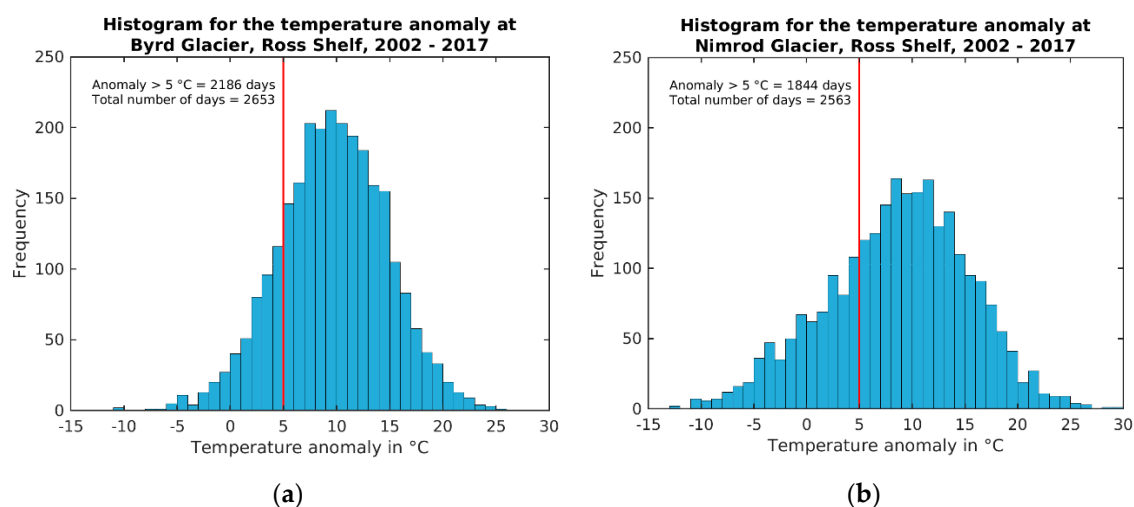 Histogram for the temperature anomaly at
Byrd Glacier, Ross Shelf, 2002 - 2017
250
200
150
100
50
0
Frequency
Anomaly > 5 °C = 2186 days
Total number of days = 2653
-15 -10 -5 0 5 10 15 20 25 30
Temperature anomaly in °C
(a)
Histogram for the temperature anomaly at
Nimrod Glacier, Ross Shelf, 2002 - 2017
250
200
150
100
50
0
Frequency
Anomaly > 5 °C = 1844 days
Total number of days = 2563
-15 -10 -5 0 5 10 15 20 25 30
Temperature anomaly in °C
(b)